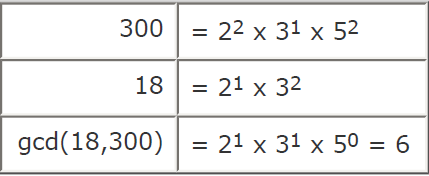 300 = 2² x 3¹ x 5²
18 = 2¹ x 3²
gcd(18,300) = 2¹ x 3¹ x 5⁰ = 6